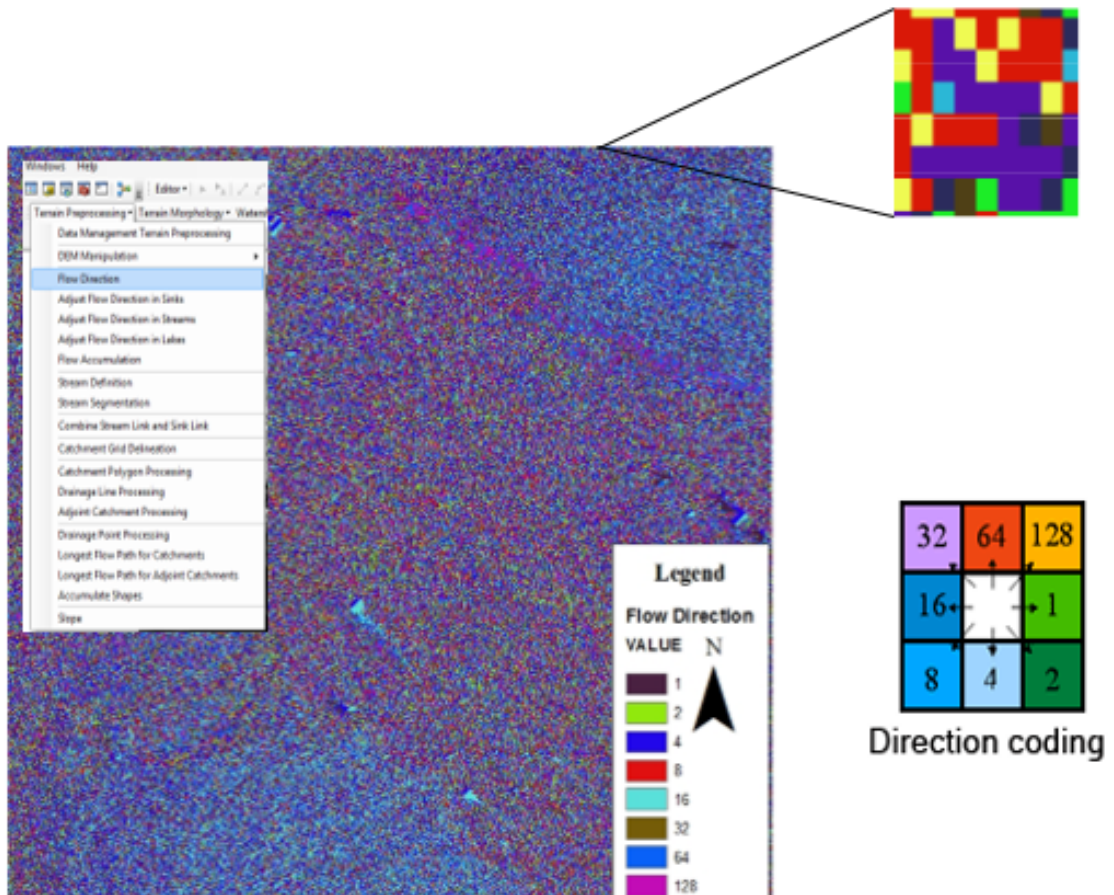 Windows Help
Editor
Terrain Preprocessing Terrain Morphology
Data Management Terrain Preprocessing
DEM Manipulation
Flow Direction
Adjust Flow Direction in Sinks
Adjust Flow Direction in Streams
Adjust Flow Direction in Lakes
Flow Accumulation
Stream Definition
Stream Segmentation
Combine Stream Link and Sink Link
Catchment Grid Delineation
Catchment Polygon Processing
Drainage Line Processing
Adjoint Catchment Processing
Drainage Point Processing
Longest Flow Path for Catchments
Longest Flow Path for Adjoint Catchments
Accumulate Shapes
Slope
Legend
Flow Direction
VALUE N
1
2
4
8
16
32
64
128
32 64 128
16 1
8 4 2
Direction coding